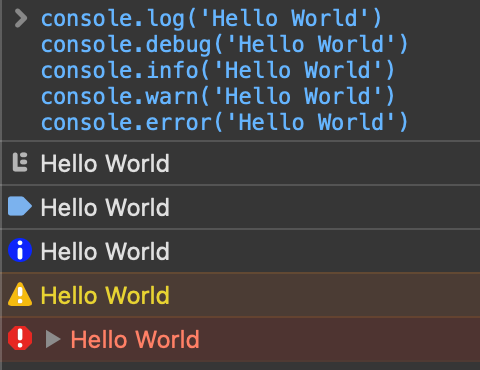 console.log('Hello World')
console.debug('Hello World')
console.info('Hello World')
console.warn('Hello World')
console.error('Hello World')
Hello World
Hello World
Hello World
Hello World
Hello World